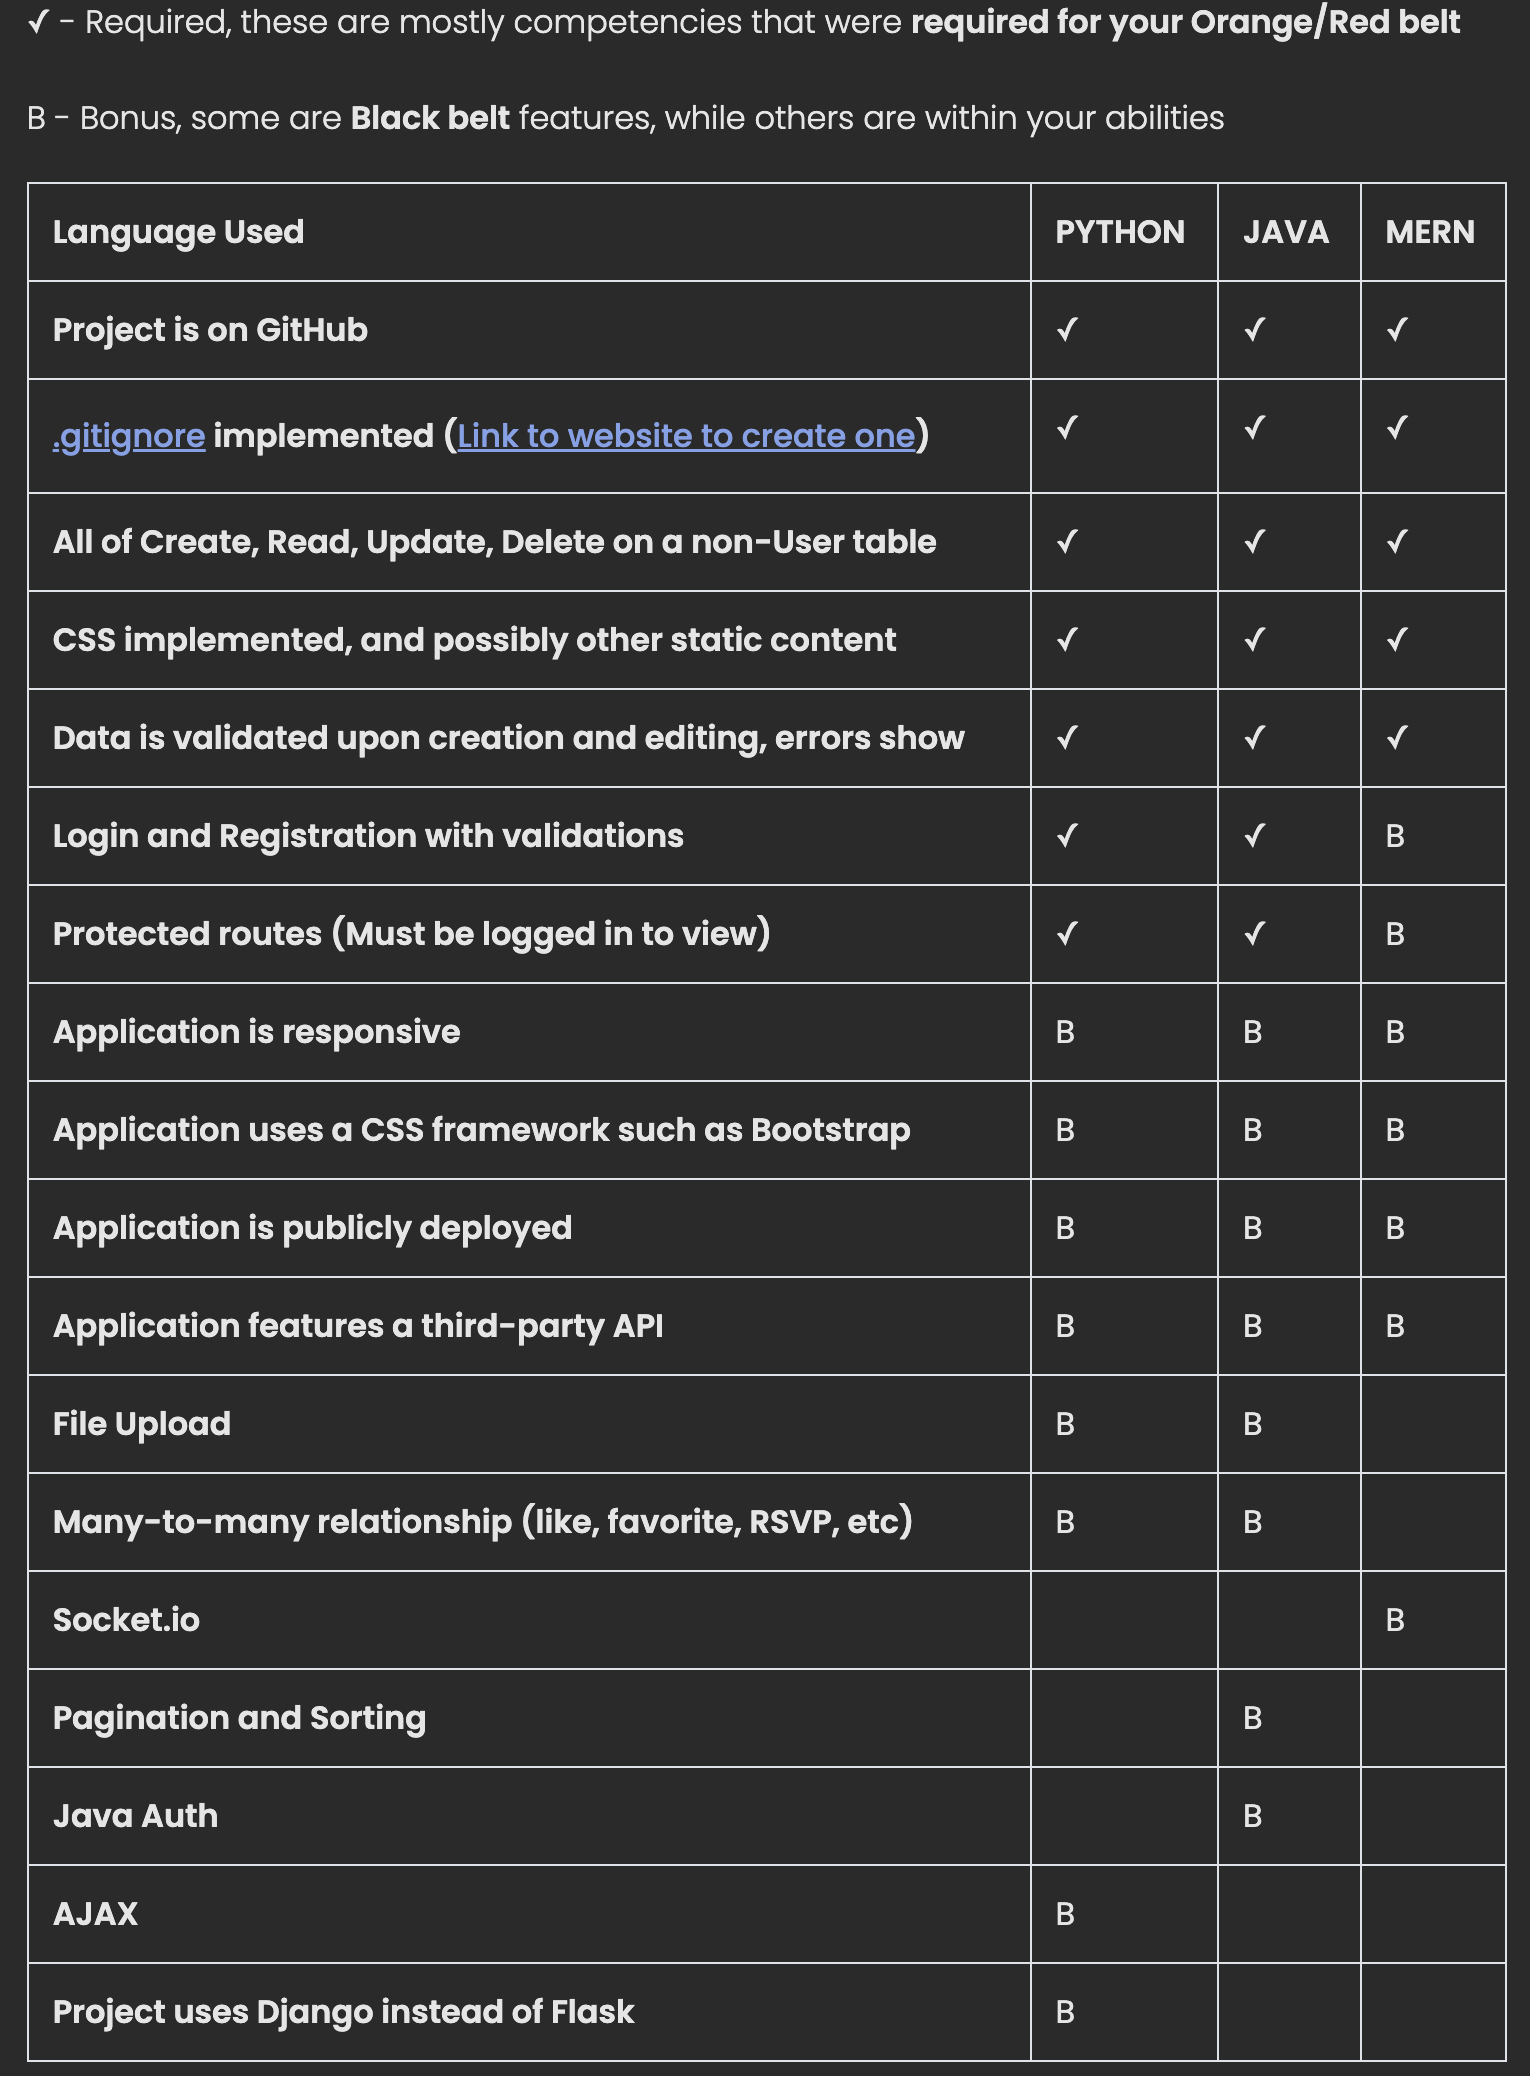 ✓ - Required, these are mostly competencies that were required for your Orange/Red belt
B - Bonus, some are Black belt features, while others are within your abilities
Language Used PYTHON JAVA MERN
Project is on GitHub ✓ ✓ ✓
.gitignore implemented (Link to website to create one) ✓ ✓ ✓
All of Create, Read, Update, Delete on a non-User table ✓ ✓ ✓
CSS implemented, and possibly other static content ✓ ✓ ✓
Data is validated upon creation and editing, errors show ✓ ✓ ✓
Login and Registration with validations ✓ ✓ B
Protected routes (Must be logged in to view) ✓ ✓ B
Application is responsive B B B
Application uses a CSS framework such as Bootstrap B B B
Application is publicly deployed B B B
Application features a third-party API B B B
File Upload B B
Many-to-many relationship (like, favorite, RSVP, etc) B B
Socket.io B
Pagination and Sorting B
Java Auth B
AJAX B
Project uses Django instead of Flask B